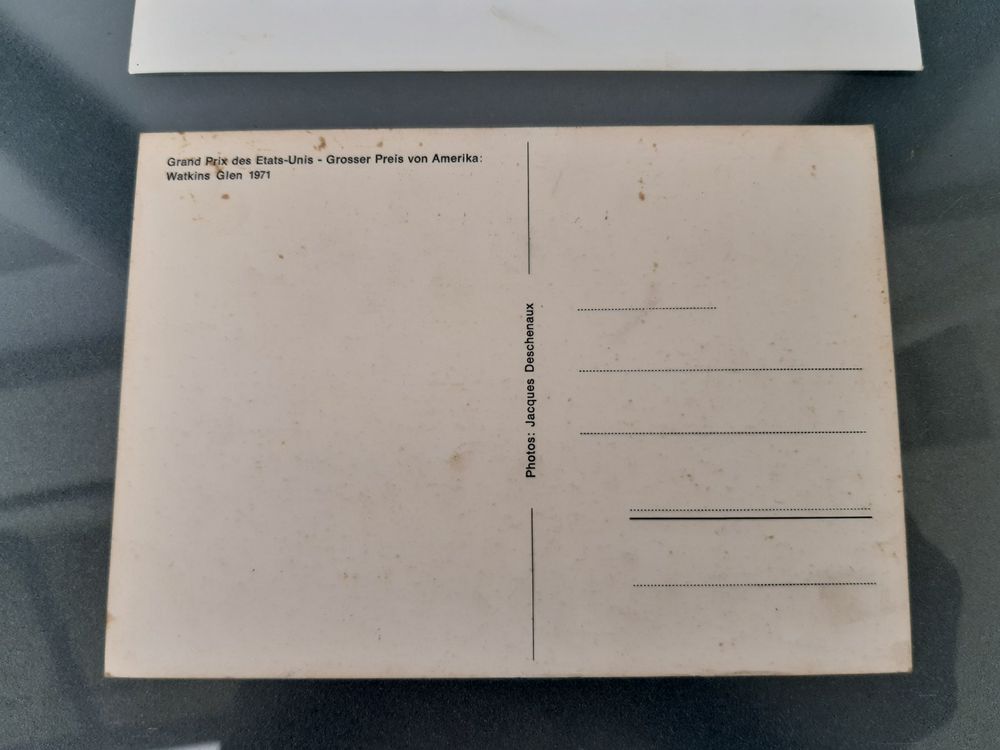 Grand Prix des Etats-Unis - Grosser Preis von Amerika:
Watkins Glen 1971
Photos: Jacques Deschenaux